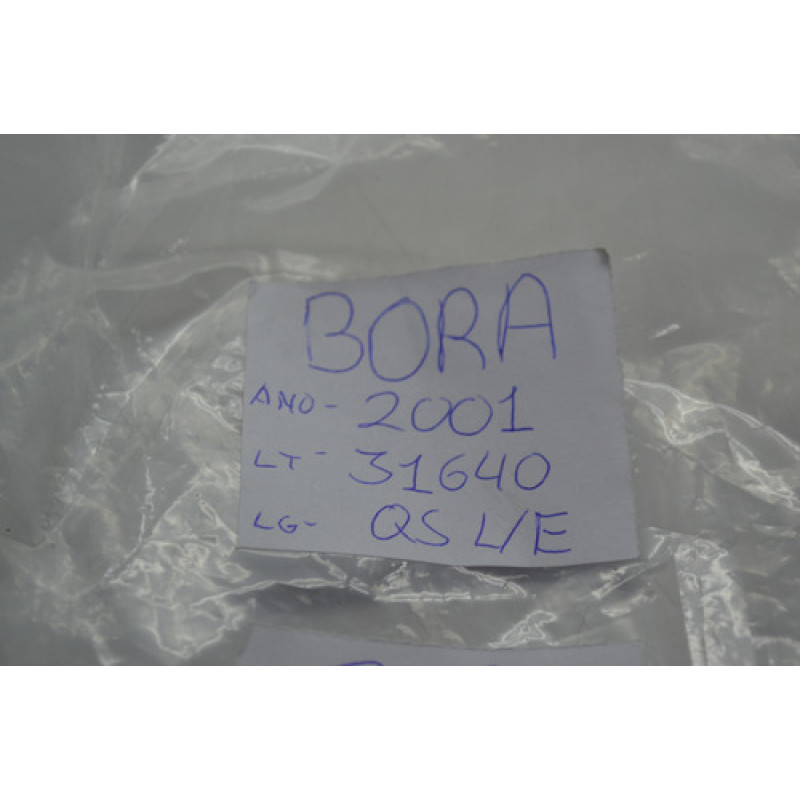 BORA
ANO- 2001
LT- 31640
LG- QS L/E